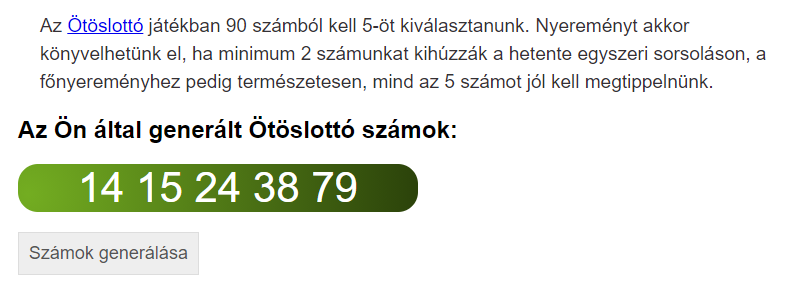 Az Ötöslottó játékban 90 számból kell 5-öt kiválasztanunk. Nyereményt akkor
könyvelhetünk el, ha minimum 2 számunkat kihúzzák a hetente egyszeri sorsoláson, a
főnyereményhez pedig természetesen, mind az 5 számot jól kell megtippelnünk.
Az Ön által generált Ötöslottó számok:
14 15 24 38 79
Számok generálása